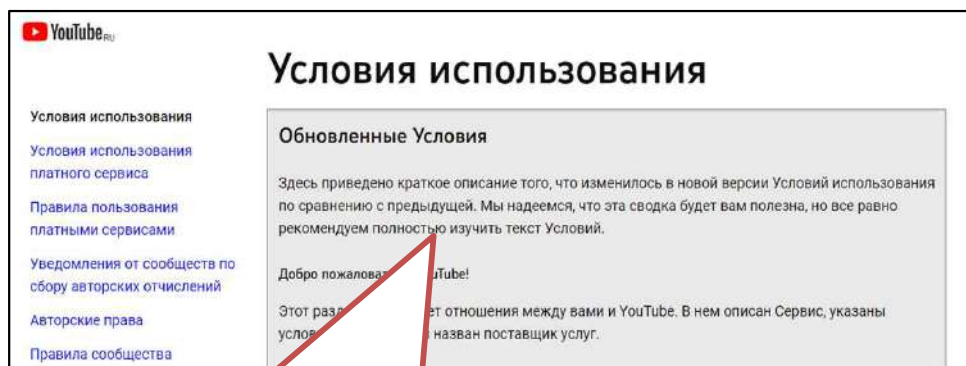 YouTube RU
Условия использования
Условия использования
Условия использования
платного сервиса
Правила пользования
платными сервисами
Уведомления от сообществ по
сбору авторских отчислений
Авторские права
Правила сообщества
Обновленные Условия
Здесь приведено краткое описание того, что изменилось в новой версии Условий использования
по сравнению с предыдущей. Мы надеемся, что эта сводка будет вам полезна, но все равно
рекомендуем полностью изучить текст Условий.
Добро пожаловать uTube!
Этот ет отношения между вами и YouTube. В нем описан Сервис, указаны
назван поставщик услуг.